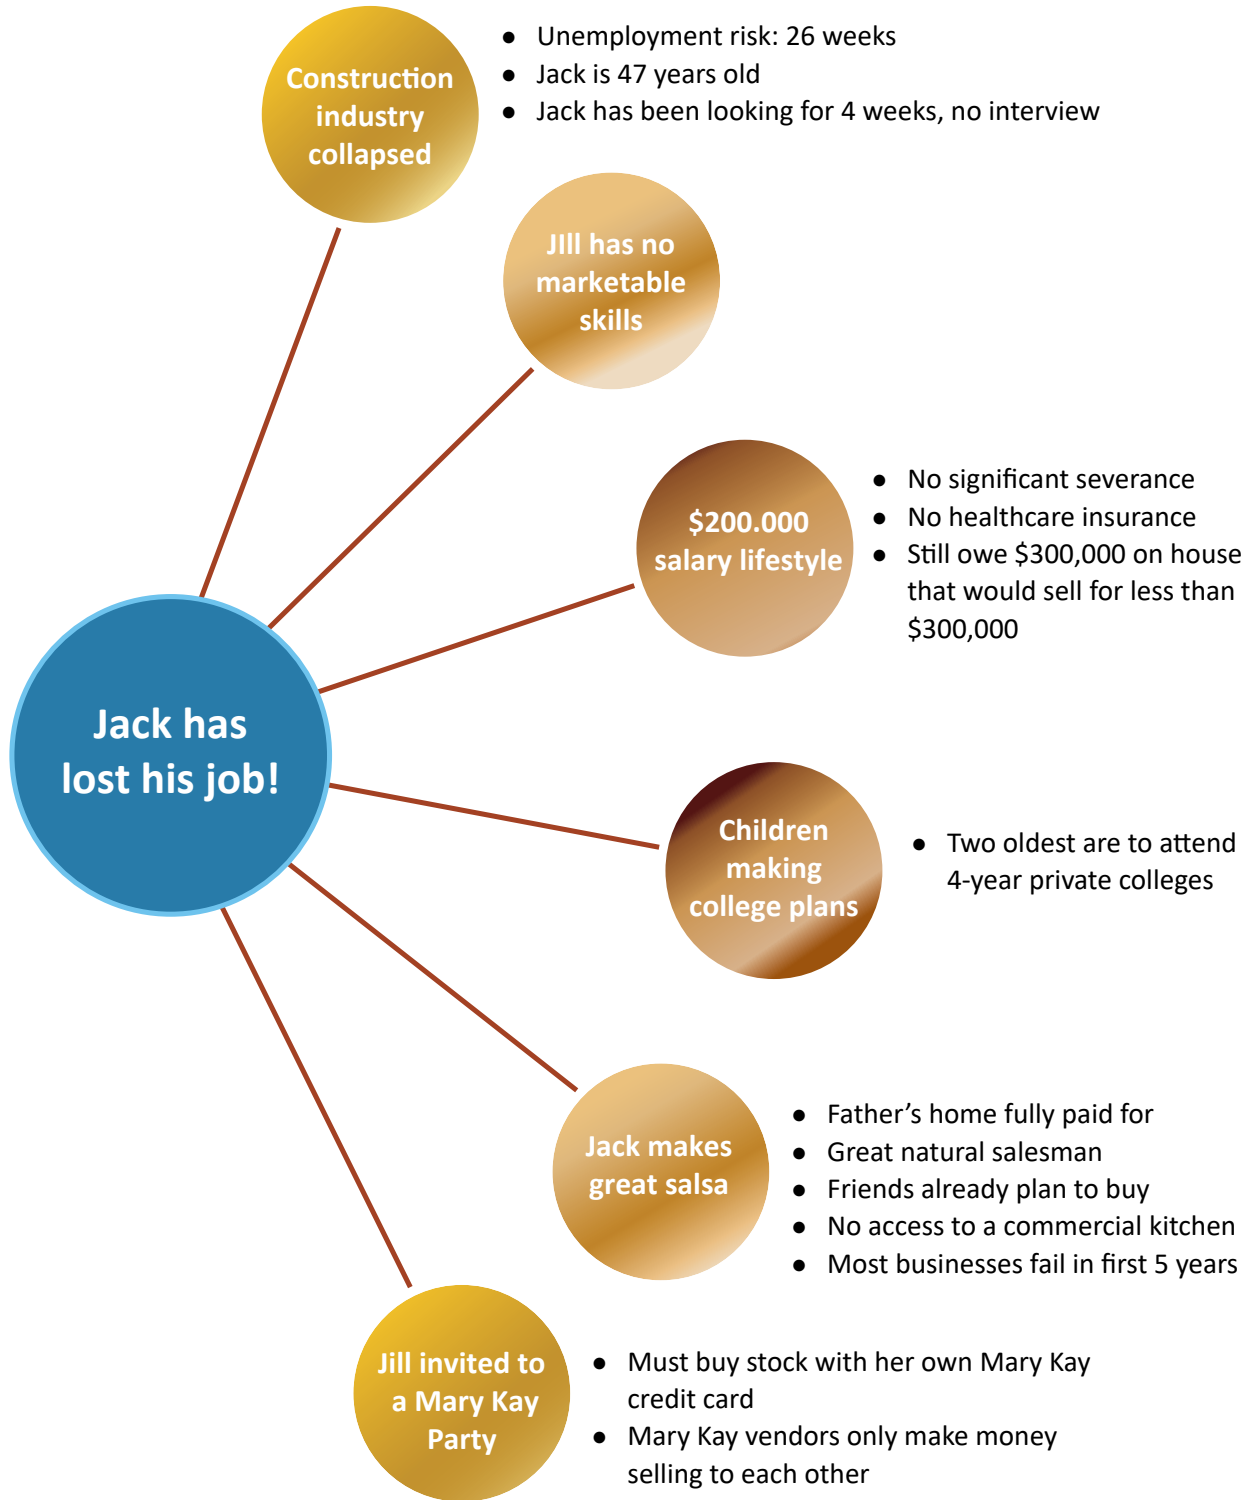 Construction
industry
collapsed
● Unemployment risk: 26 weeks
● Jack is 47 years old
● Jack has been looking for 4 weeks, no interview
JIll has no
marketable
skills
$200.000
salary lifestyle
● No significant severance
● No healthcare insurance
● Still owe $300,000 on house
that would sell for less than
$300,000
Jack has
lost his job!
Children
making
college plans
● Two oldest are to attend
4-year private colleges
Jack makes
great salsa
● Father’s home fully paid for
● Great natural salesman
● Friends already plan to buy
● No access to a commercial kitchen
● Most businesses fail in first 5 years
Jill invited to
a Mary Kay
Party
● Must buy stock with her own Mary Kay
credit card
● Mary Kay vendors only make money
selling to each other